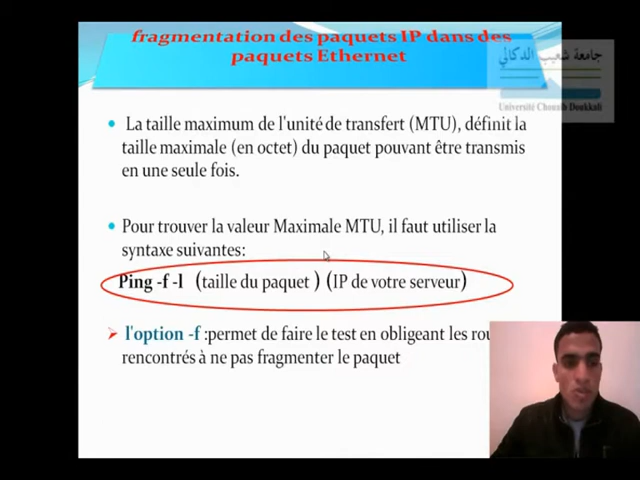 fragmentation des paquets IP dans des
paquets Ethernet
جامعة شعيب الدكالي
Université Chouaib Doukkali
La taille maximum de l'unité de transfert (MTU), définit la
taille maximale (en octet) du paquet pouvant être transmis
en une seule fois.
Pour trouver la valeur Maximale MTU, il faut utiliser la
syntaxe suivantes:
Ping -f -l (taille du paquet ) (IP de votre serveur)
l'option -f :permet de faire le test en obligeant les rou
rencontrés à ne pas fragmenter le paquet